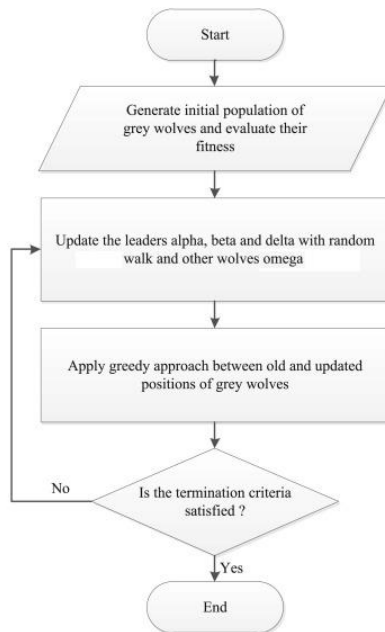 Start
Generate initial population of
grey wolves and evaluate their
fitness
Update the leaders alpha, beta and delta with random
walk and other wolves omega
Apply greedy approach between old and updated
positions of grey wolves
No
Is the termination criteria
satisfied ?
Yes
End